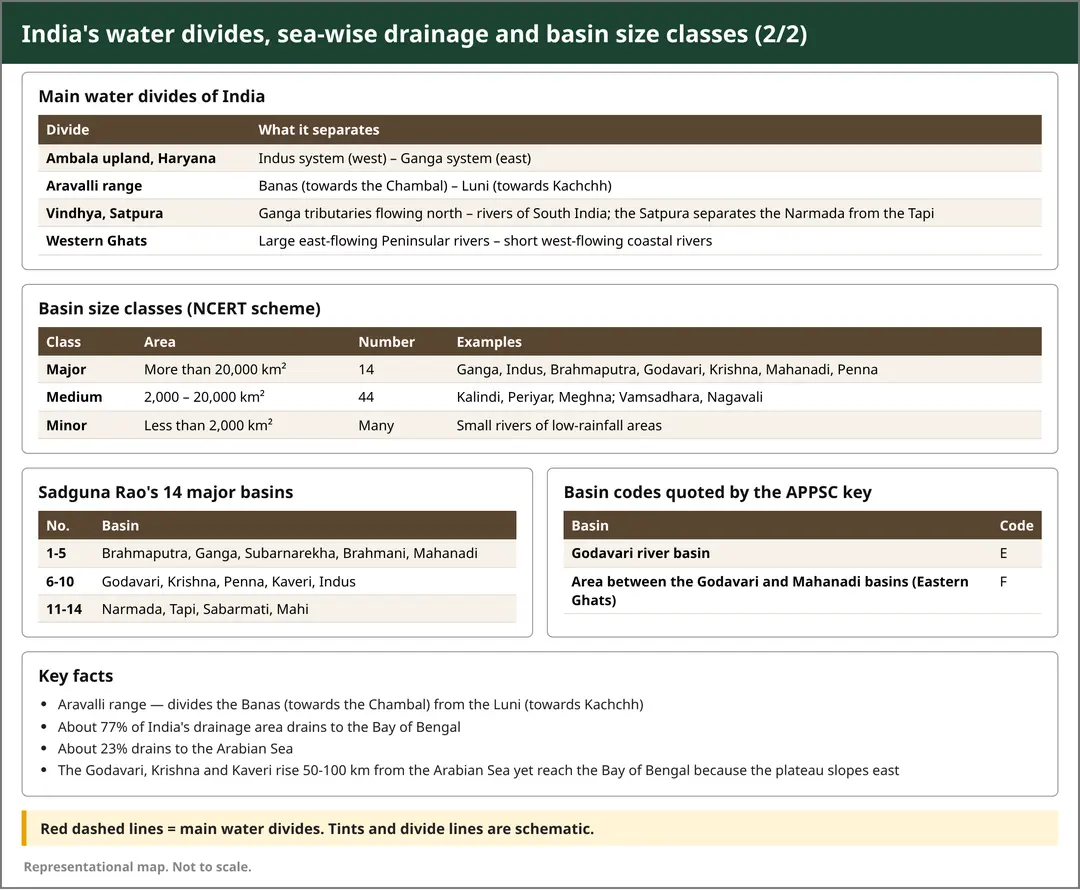 India's water divides, sea-wise drainage and basin size classes (2/2)
Main water divides of India
Divide What it separates
Ambala upland, Haryana Indus system (west) – Ganga system (east)
Aravalli range Banas (towards the Chambal) – Luni (towards Kachchh)
Vindhya, Satpura Ganga tributaries flowing north – rivers of South India; the Satpura separates the Narmada from the Tapi
Western Ghats Large east-flowing Peninsular rivers – short west-flowing coastal rivers
Basin size classes (NCERT scheme)
Class Area Number Examples
Major More than 20,000 km² 14 Ganga, Indus, Brahmaputra, Godavari, Krishna, Mahanadi, Penna
Medium 2,000 – 20,000 km² 44 Kalindi, Periyar, Meghna; Vamsadhara, Nagavali
Minor Less than 2,000 km² Many Small rivers of low-rainfall areas
Sadguna Rao's 14 major basins
No. Basin
1-5 Brahmaputra, Ganga, Subarnarekha, Brahmani, Mahanadi
6-10 Godavari, Krishna, Penna, Kaveri, Indus
11-14 Narmada, Tapi, Sabarmati, Mahi
Basin codes quoted by the APPSC key
Basin Code
Godavari river basin E
Area between the Godavari and Mahanadi basins (Eastern F
Ghats)
Key facts
• Aravalli range — divides the Banas (towards the Chambal) from the Luni (towards Kachchh)
• About 77% of India's drainage area drains to the Bay of Bengal
• About 23% drains to the Arabian Sea
• The Godavari, Krishna and Kaveri rise 50-100 km from the Arabian Sea yet reach the Bay of Bengal because the plateau slopes east
Red dashed lines = main water divides. Tints and divide lines are schematic.
Representational map. Not to scale.